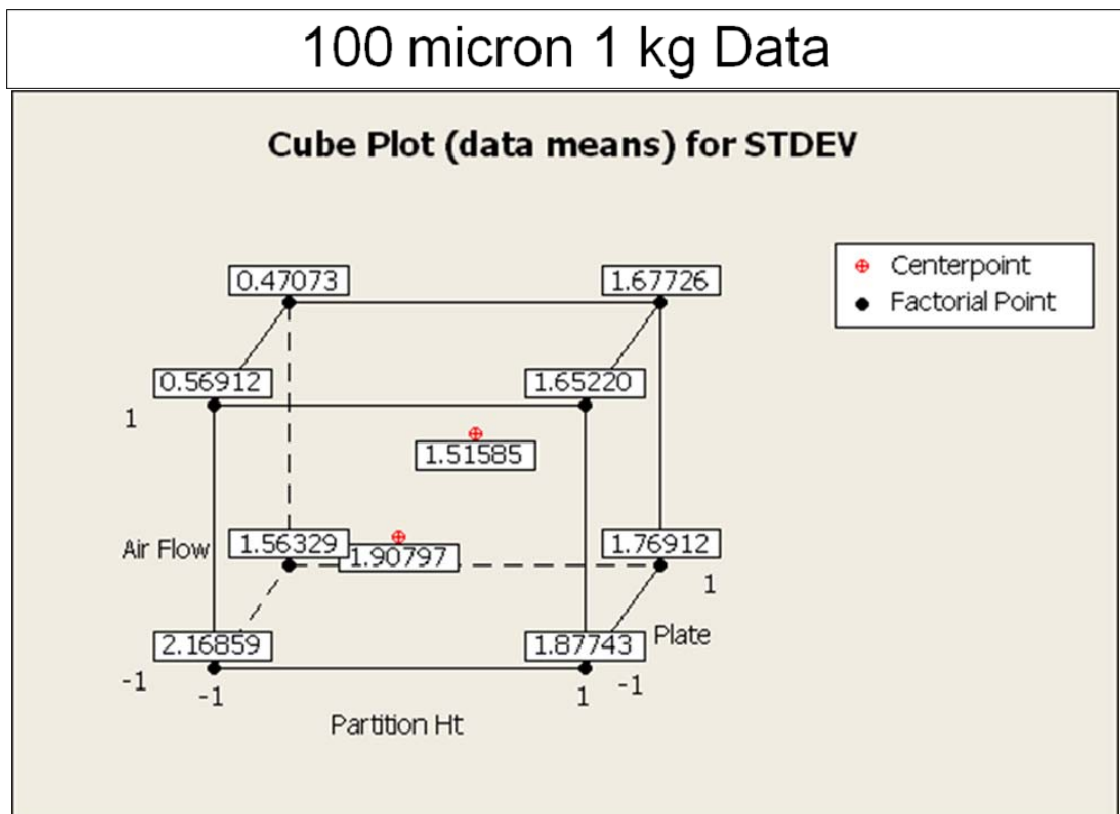 100 micron 1 kg Data
Cube Plot (data means) for STDEV
Centerpoint
Factorial Point
0.47073
1.67726
0.56912
1.65220
1
1.51585
Air Flow
1.56329
1.90797
1.76912
1
2.16859
1.87743
Plate
-1
-1
1
-1
Partition Ht